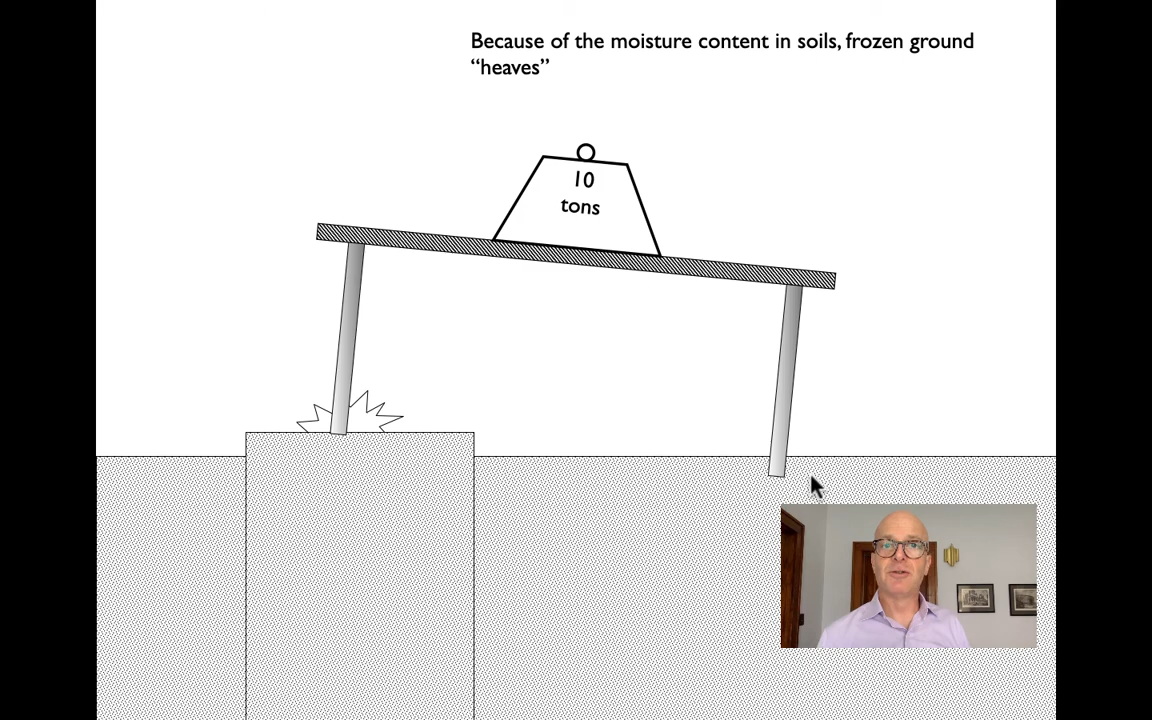 Because of the moisture content in soils, frozen ground
“heaves”
10
tons